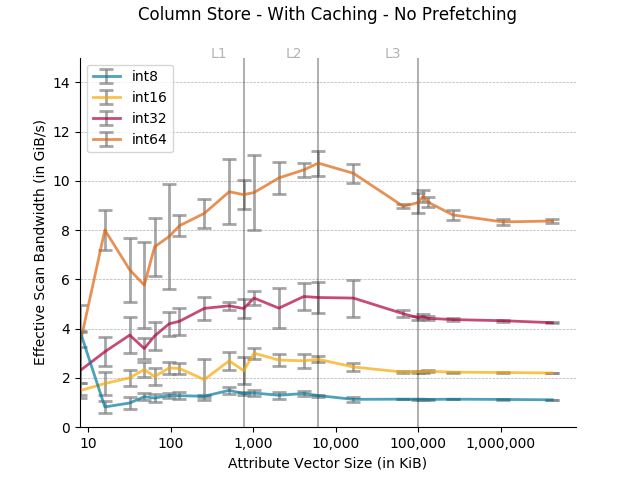 Column Store - With Caching - No Prefetching
L1 L2 L3
int8
int16
int32
int64
14
12
10
8
6
4
2
0
Effective Scan Bandwidth (in GiB/s)
10 100 1,000 10,000 100,000 1,000,000
Attribute Vector Size (in KiB)